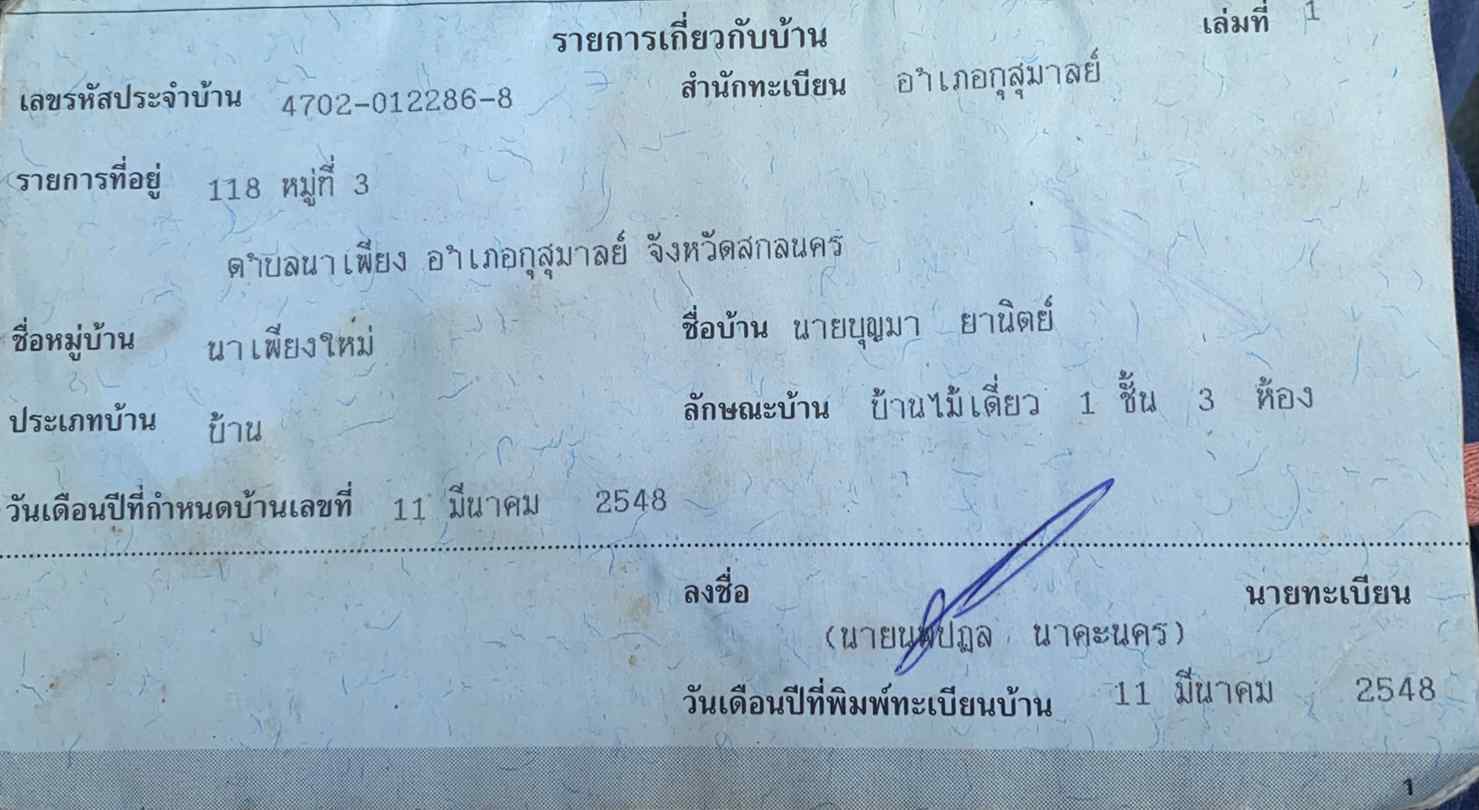 รายการเกี่ยวกับบ้าน เล่มที่ 1
เลขรหัสประจำบ้าน 4702-012286-8 สำนักทะเบียน อำเภอกุสุมาลย์
รายการที่อยู่ 118 หมู่ที่ 3
ตำบลนาเพียง อำเภอกุสุมาลย์ จังหวัดสกลนคร
ชื่อหมู่บ้าน นาเพียงใหม่ ชื่อบ้าน นายบุญมา ยานิตย์
ประเภทบ้าน บ้าน ลักษณะบ้าน บ้านไม้เดี่ยว 1 ชั้น 3 ห้อง
วันเดือนปีที่กำหนดบ้านเลขที่ 11 มีนาคม 2548
ลงชื่อ นายทะเบียน
นาคะนคร)
วันเดือนปีที่พิมพ์ทะเบียนบ้าน 11 มีนาคม 2548
1